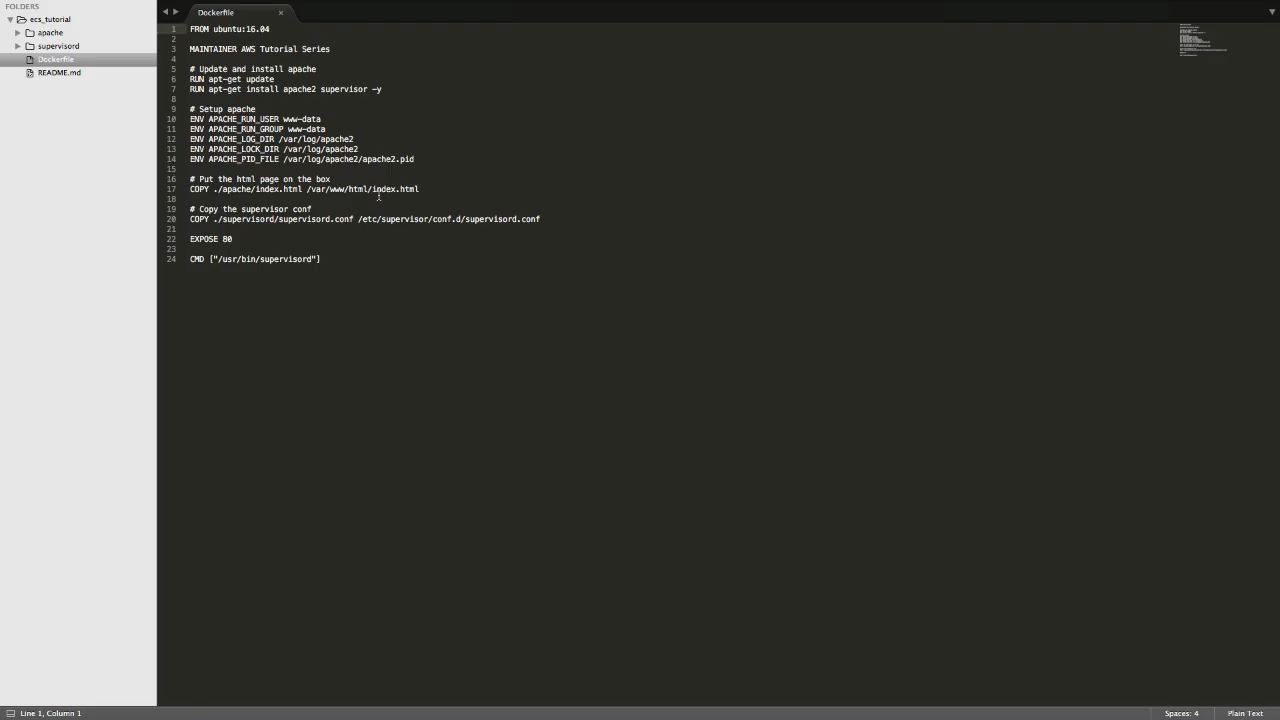 FOLDERS
ecs_tutorial
apache
supervisord
Dockerfile
README.md
Dockerfile
1 FROM ubuntu:16.04
2
3 MAINTAINER AWS Tutorial Series
4
5 # Update and install apache
6 RUN apt-get update
7 RUN apt-get install apache2 supervisor -y
8
9 # Setup apache
10 ENV APACHE_RUN_USER www-data
11 ENV APACHE_RUN_GROUP www-data
12 ENV APACHE_LOG_DIR /var/log/apache2
13 ENV APACHE_LOCK_DIR /var/log/apache2
14 ENV APACHE_PID_FILE /var/log/apache2/apache2.pid
15
16 # Put the html page on the box
17 COPY ./apache/index.html /var/www/html/index.html
18
19 # Copy the supervisor conf
20 COPY ./supervisord/supervisord.conf /etc/supervisor/conf.d/supervisord.conf
21
22 EXPOSE 80
23
24 CMD ["/usr/bin/supervisord"]
Line 1, Column 1
Spaces: 4
Plain Text